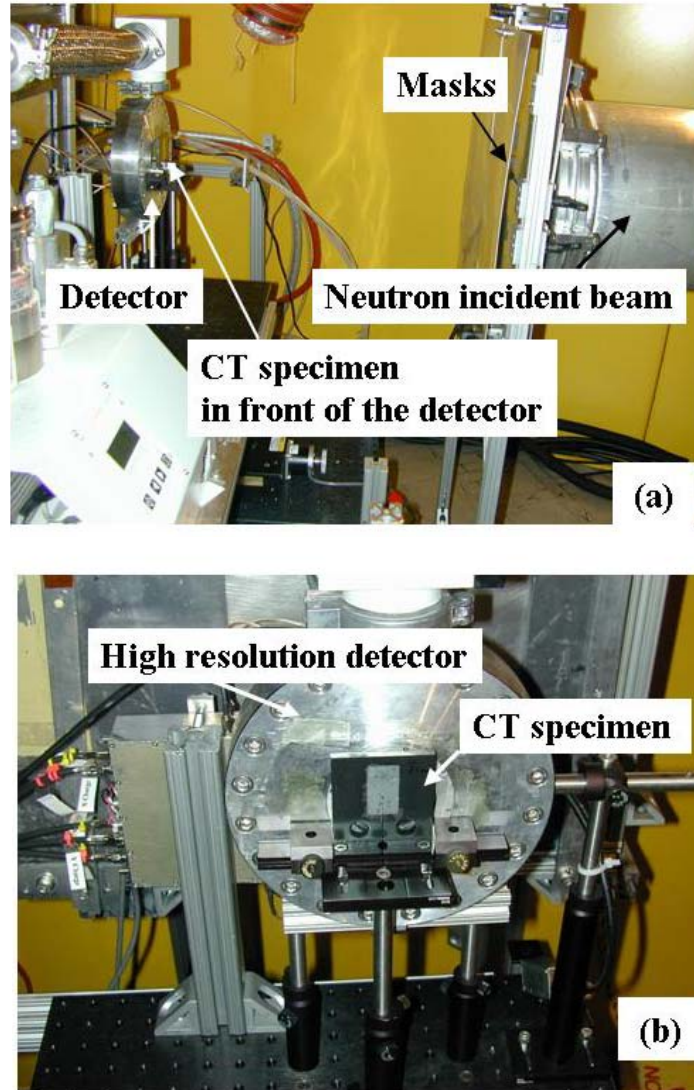 Masks
Detector
Neutron incident beam
CT specimen
in front of the detector
(a)
High resolution detector
CT specimen
(b)